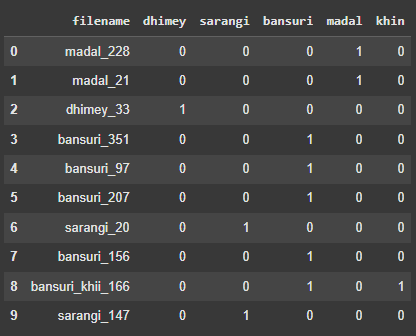 filename dhimey sarangi bansuri madal khin
0 madal_228 0 0 0 1 0
1 madal_21 0 0 0 1 0
2 dhimey_33 1 0 0 0 0
3 bansuri_351 0 0 1 0 0
4 bansuri_97 0 0 1 0 0
5 bansuri_207 0 0 1 0 0
6 sarangi_20 0 1 0 0 0
7 bansuri_156 0 0 1 0 0
8 bansuri_khii_166 0 0 1 0 1
9 sarangi_147 0 1 0 0 0